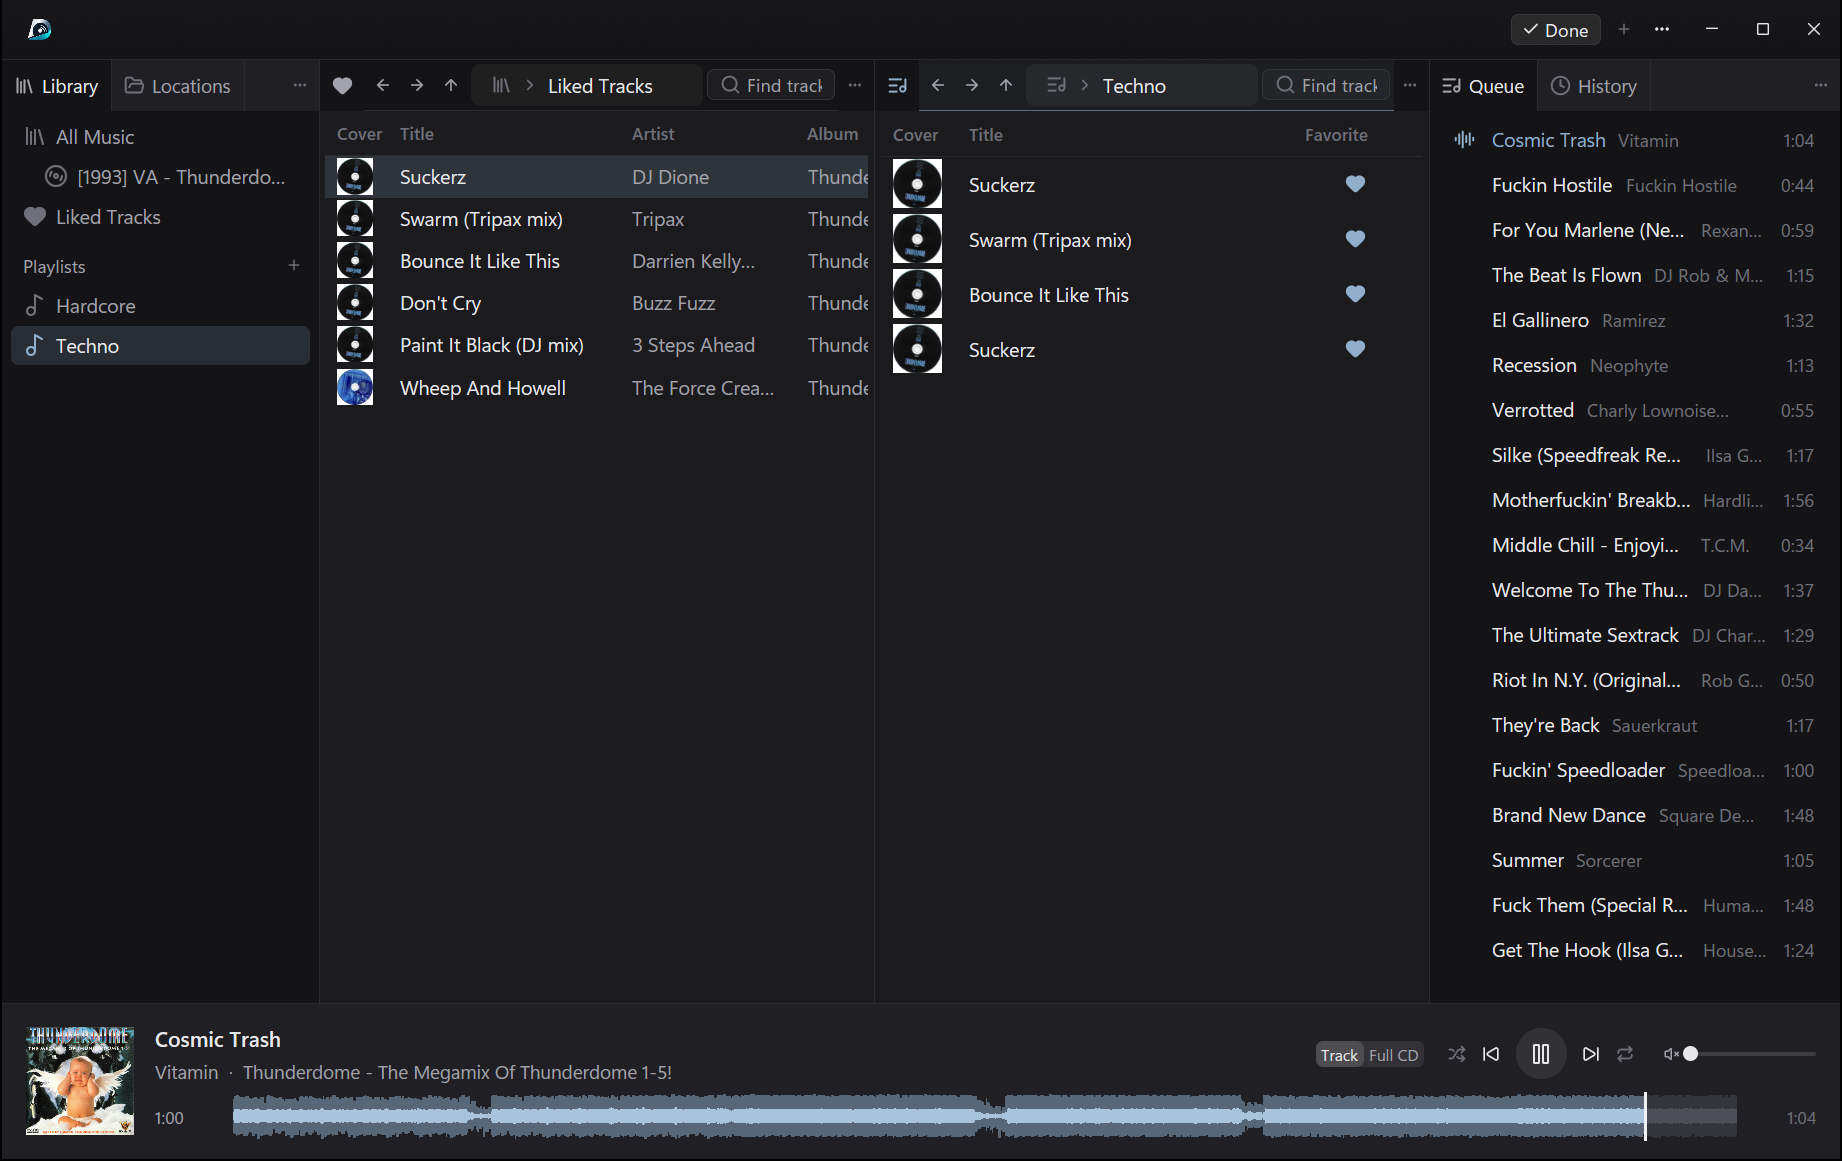 Done
Library
Locations
Liked Tracks
Find track
Techno
Find track
Queue
History
All Music
[1993] VA - Thunderdo...
Liked Tracks
Playlists
Hardcore
Techno
Cover Title Artist Album
Suckerz DJ Dione Thunde
Swarm (Tripax mix) Tripax Thunde
Bounce It Like This Darrien Kelly... Thunde
Don't Cry Buzz Fuzz Thunde
Paint It Black (DJ mix) 3 Steps Ahead Thunde
Wheep And Howell The Force Crea... Thunde
Cover Title Favorite
Suckerz
Swarm (Tripax mix)
Bounce It Like This
Suckerz
Cosmic Trash Vitamin 1:04
Fuckin Hostile Fuckin Hostile 0:44
For You Marlene (Ne... Rexan... 0:59
The Beat Is Flown DJ Rob & M... 1:15
El Gallinero Ramirez 1:32
Recession Neophyte 1:13
Verrotted Charly Lownoise... 0:55
Silke (Speedfreak Re... Ilsa G... 1:17
Motherfuckin' Breakb... Hardli... 1:56
Middle Chill - Enjoyi... T.C.M. 0:34
Welcome To The Thu... DJ Da... 1:37
The Ultimate Sextrack DJ Char... 1:29
Riot In N.Y. (Original... Rob G... 0:50
They're Back Sauerkraut 1:17
Fuckin' Speedloader Speedloa... 1:00
Brand New Dance Square De... 1:48
Summer Sorcerer 1:05
Fuck Them (Special R... Huma... 1:48
Get The Hook (Ilsa G... House... 1:24
THUNDERDOME
THE MEGAMIX OF THUNDERDOME 1-5!
Cosmic Trash
Vitamin · Thunderdome - The Megamix Of Thunderdome 1-5!
Track Full CD
1:00
1:04